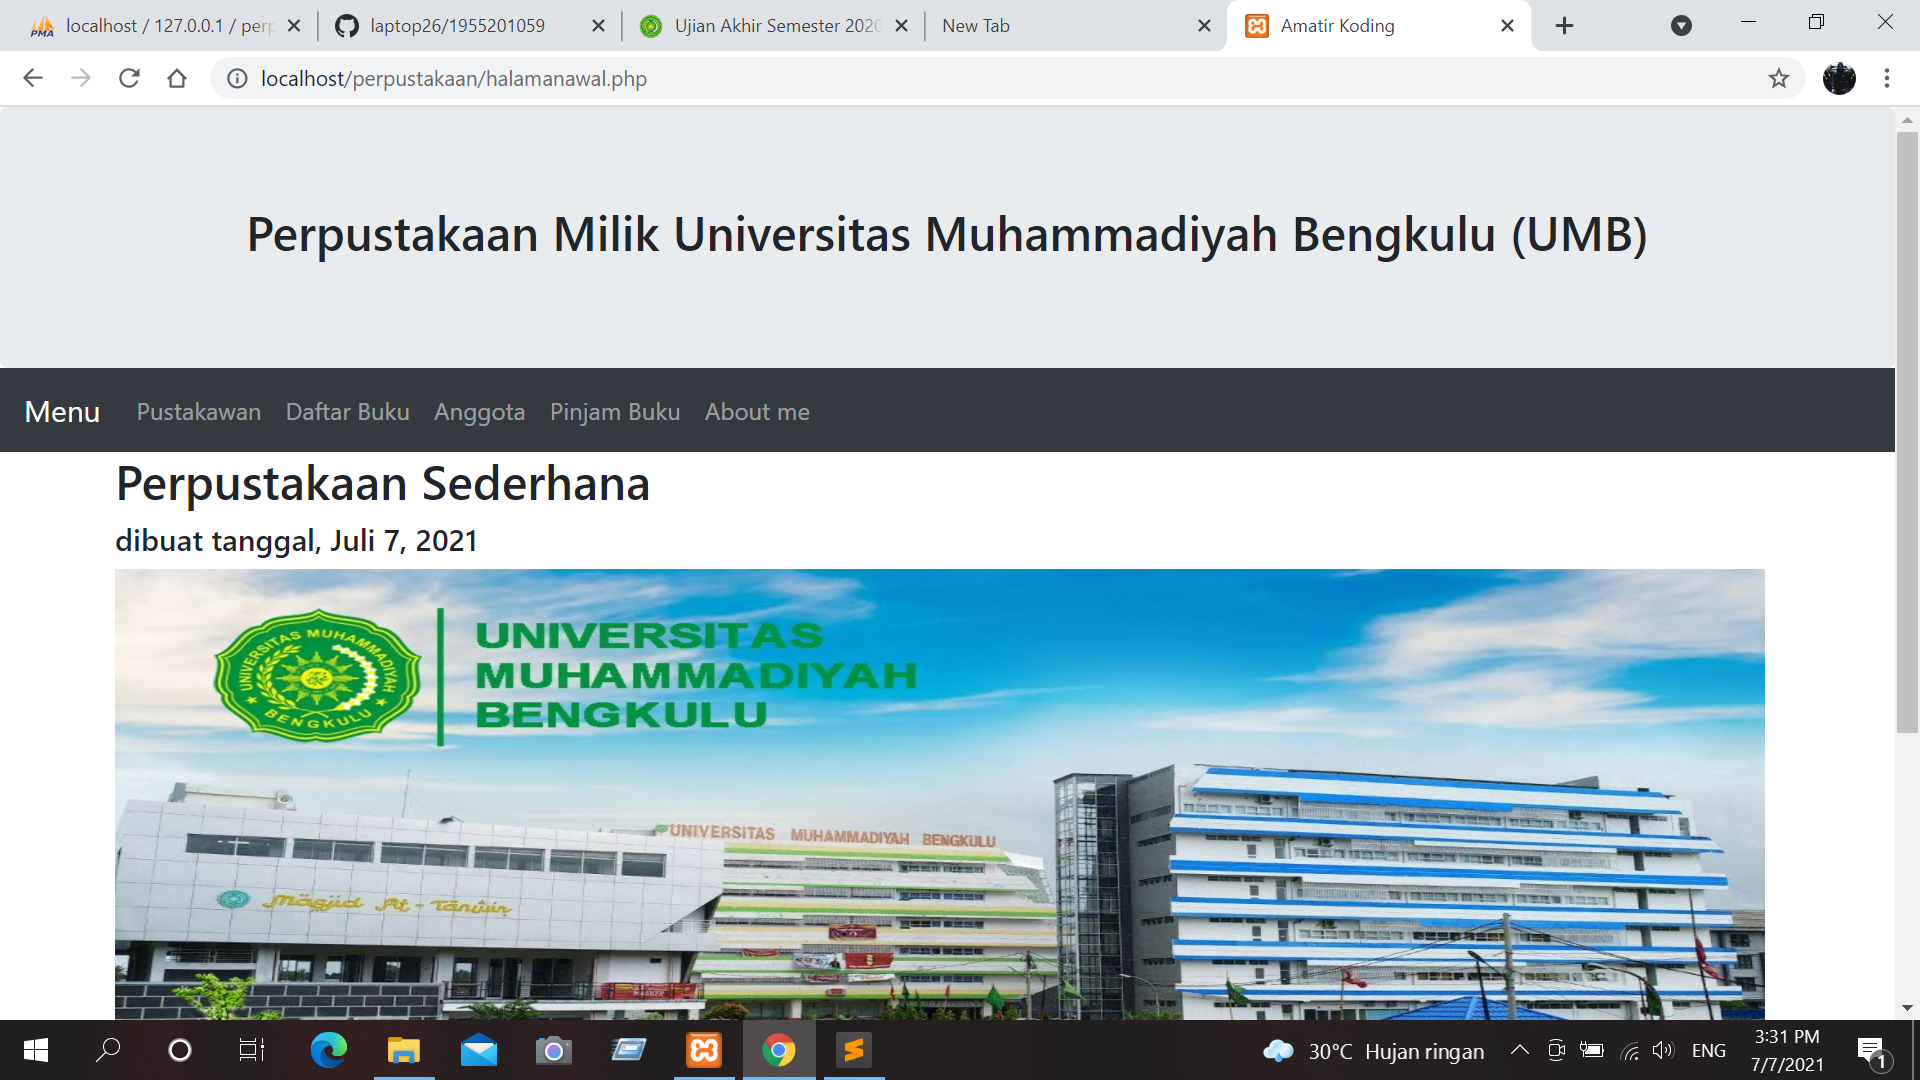 localhost / 127.0.0.1 / perp
laptop26/1955201059
Ujian Akhir Semester 2020
New Tab
Amatir Koding
localhost/perpustakaan/halamanawal.php
Perpustakaan Milik Universitas Muhammadiyah Bengkulu (UMB)
Menu Pustakawan Daftar Buku Anggota Pinjam Buku About me
Perpustakaan Sederhana
dibuat tanggal, Juli 7, 2021
UNIVERSITAS MUHAMMADIYAH
BENGKULU
UNIVERSITAS
MUHAMMADIYAH
BENGKULU
UNIVERSITAS MUHAMMADIYAH BENGKULU
Masjid At - Tanwir
30°C Hujan ringan
ENG
3:31 PM
7/7/2021
1